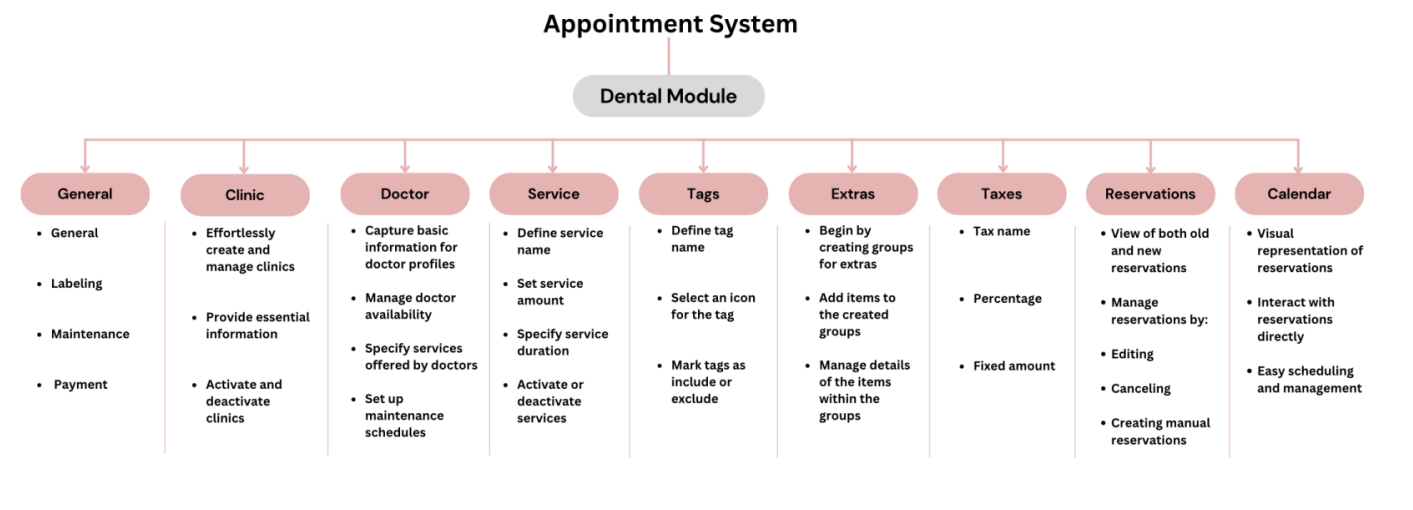 Appointment System
Dental Module
General
• General
• Labeling
• Maintenance
• Payment
Clinic
• Effortlessly
create and
manage clinics
• Provide essential
information
• Activate and
deactivate
clinics
Doctor
• Capture basic
information for
doctor profiles
• Manage doctor
availability
• Specify services
offered by doctors
• Set up
maintenance
schedules
Service
• Define service
name
• Set service
amount
• Specify service
duration
• Activate or
deactivate
services
Tags
• Define tag
name
• Select an icon
for the tag
• Mark tags as
include or
exclude
Extras
• Begin by
creating groups
for extras
• Add items to
the created
groups
• Manage details
of the items
within the
groups
Taxes
• Tax name
• Percentage
• Fixed amount
Reservations
• View of both old
and new
reservations
• Manage
reservations by:
• Editing
• Canceling
• Creating manual
reservations
Calendar
• Visual
representation of
reservations
• Interact with
reservations
directly
• Easy scheduling
and management